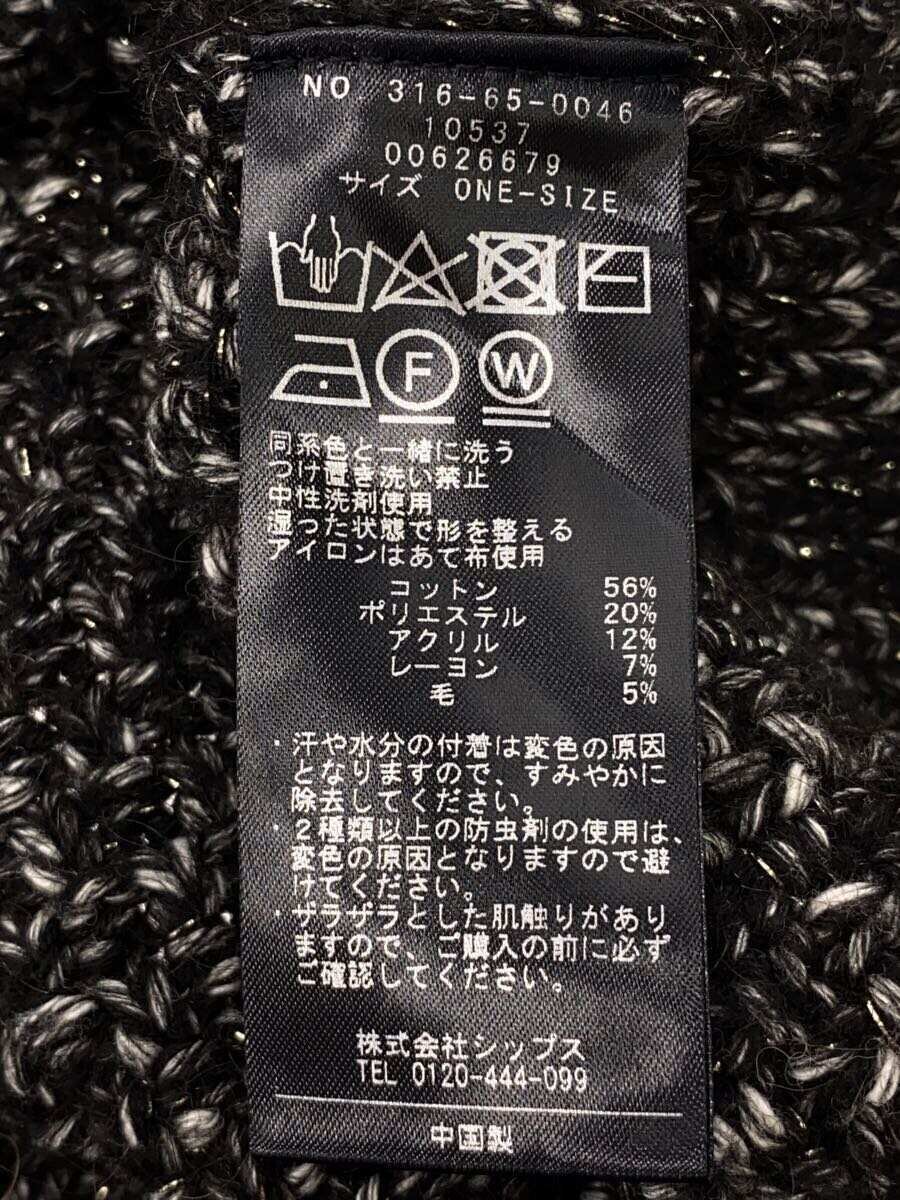 NO 316-65-0046
10537
00626679
サイズ ONE-SIZE
F W
同系色と一緒に洗う
つけ置き洗い禁止
中性洗剤使用
湿った状態で形を整える
アイロンはあて布使用
コットン 56%
ポリエステル 20%
アクリル 12%
レーヨン 7%
毛 5%
・汗や水分の付着は変色の原因
となりますので、すみやかに
除去してください。
・2種類以上の防虫剤の使用は、
変色の原因となりますので避
けてください。
・ザラザラとした肌触りがあり
ますので、ご購入の前に必ず
ご確認してください。
株式会社シップス
TEL 0120-444-099
中国製